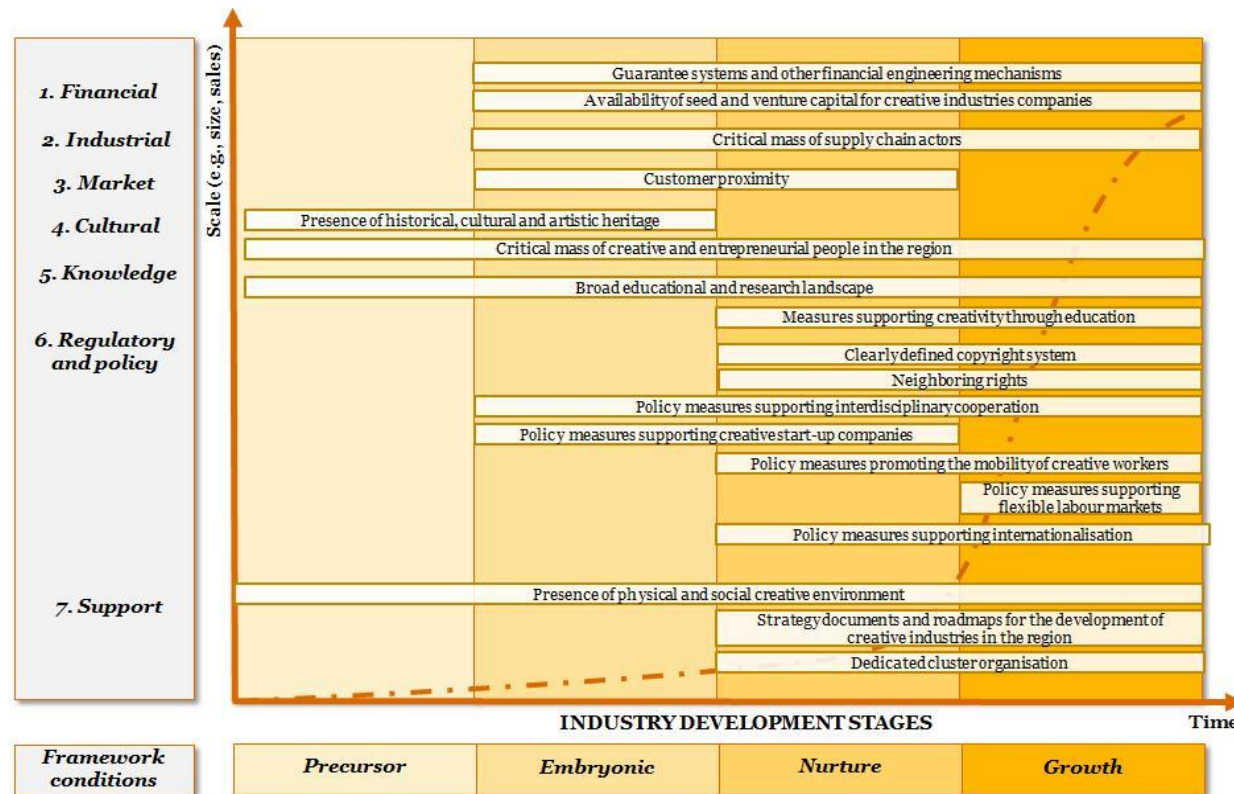 Scale (e.g., size, sales)
1. Financial
Guarantee systems and other financial engineering mechanisms
Availability of seed and venture capital for creative industries companies
2. Industrial
Critical mass of supply chain actors
3. Market
Customer proximity
4. Cultural
Presence of historical, cultural and artistic heritage
Critical mass of creative and entrepreneurial people in the region
5. Knowledge
Broad educational and research landscape
6. Regulatory
and policy
Measures supporting creativity through education
Clearly defined copyright system
Neighboring rights
Policy measures supporting interdisciplinary cooperation
Policy measures supporting creative start-up companies
Policy measures promoting the mobility of creative workers
Policy measures supporting
flexible labour markets
Policy measures supporting internationalisation
7. Support
Presence of physical and social creative environment
Strategy documents and roadmaps for the development of
creative industries in the region
Dedicated cluster organisation
INDUSTRY DEVELOPMENT STAGES
Time
Framework
conditions
Precursor
Embryonic
Nurture
Growth